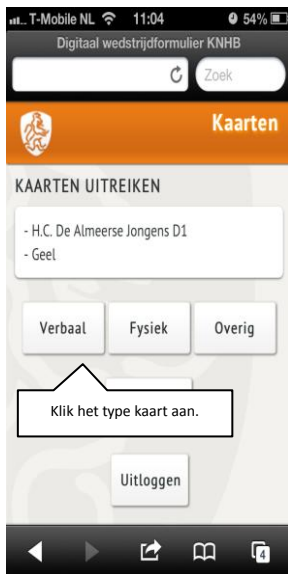 T-Mobile NL 11:04 54%
Digitaal wedstrijdformulier KNHB
Zoek
Kaarten
KAARTEN UITREIKEN
- H.C. De Almeerse Jongens D1
- Geel
Verbaal Fysiek Overig
Klik het type kaart aan.
Uitloggen
4